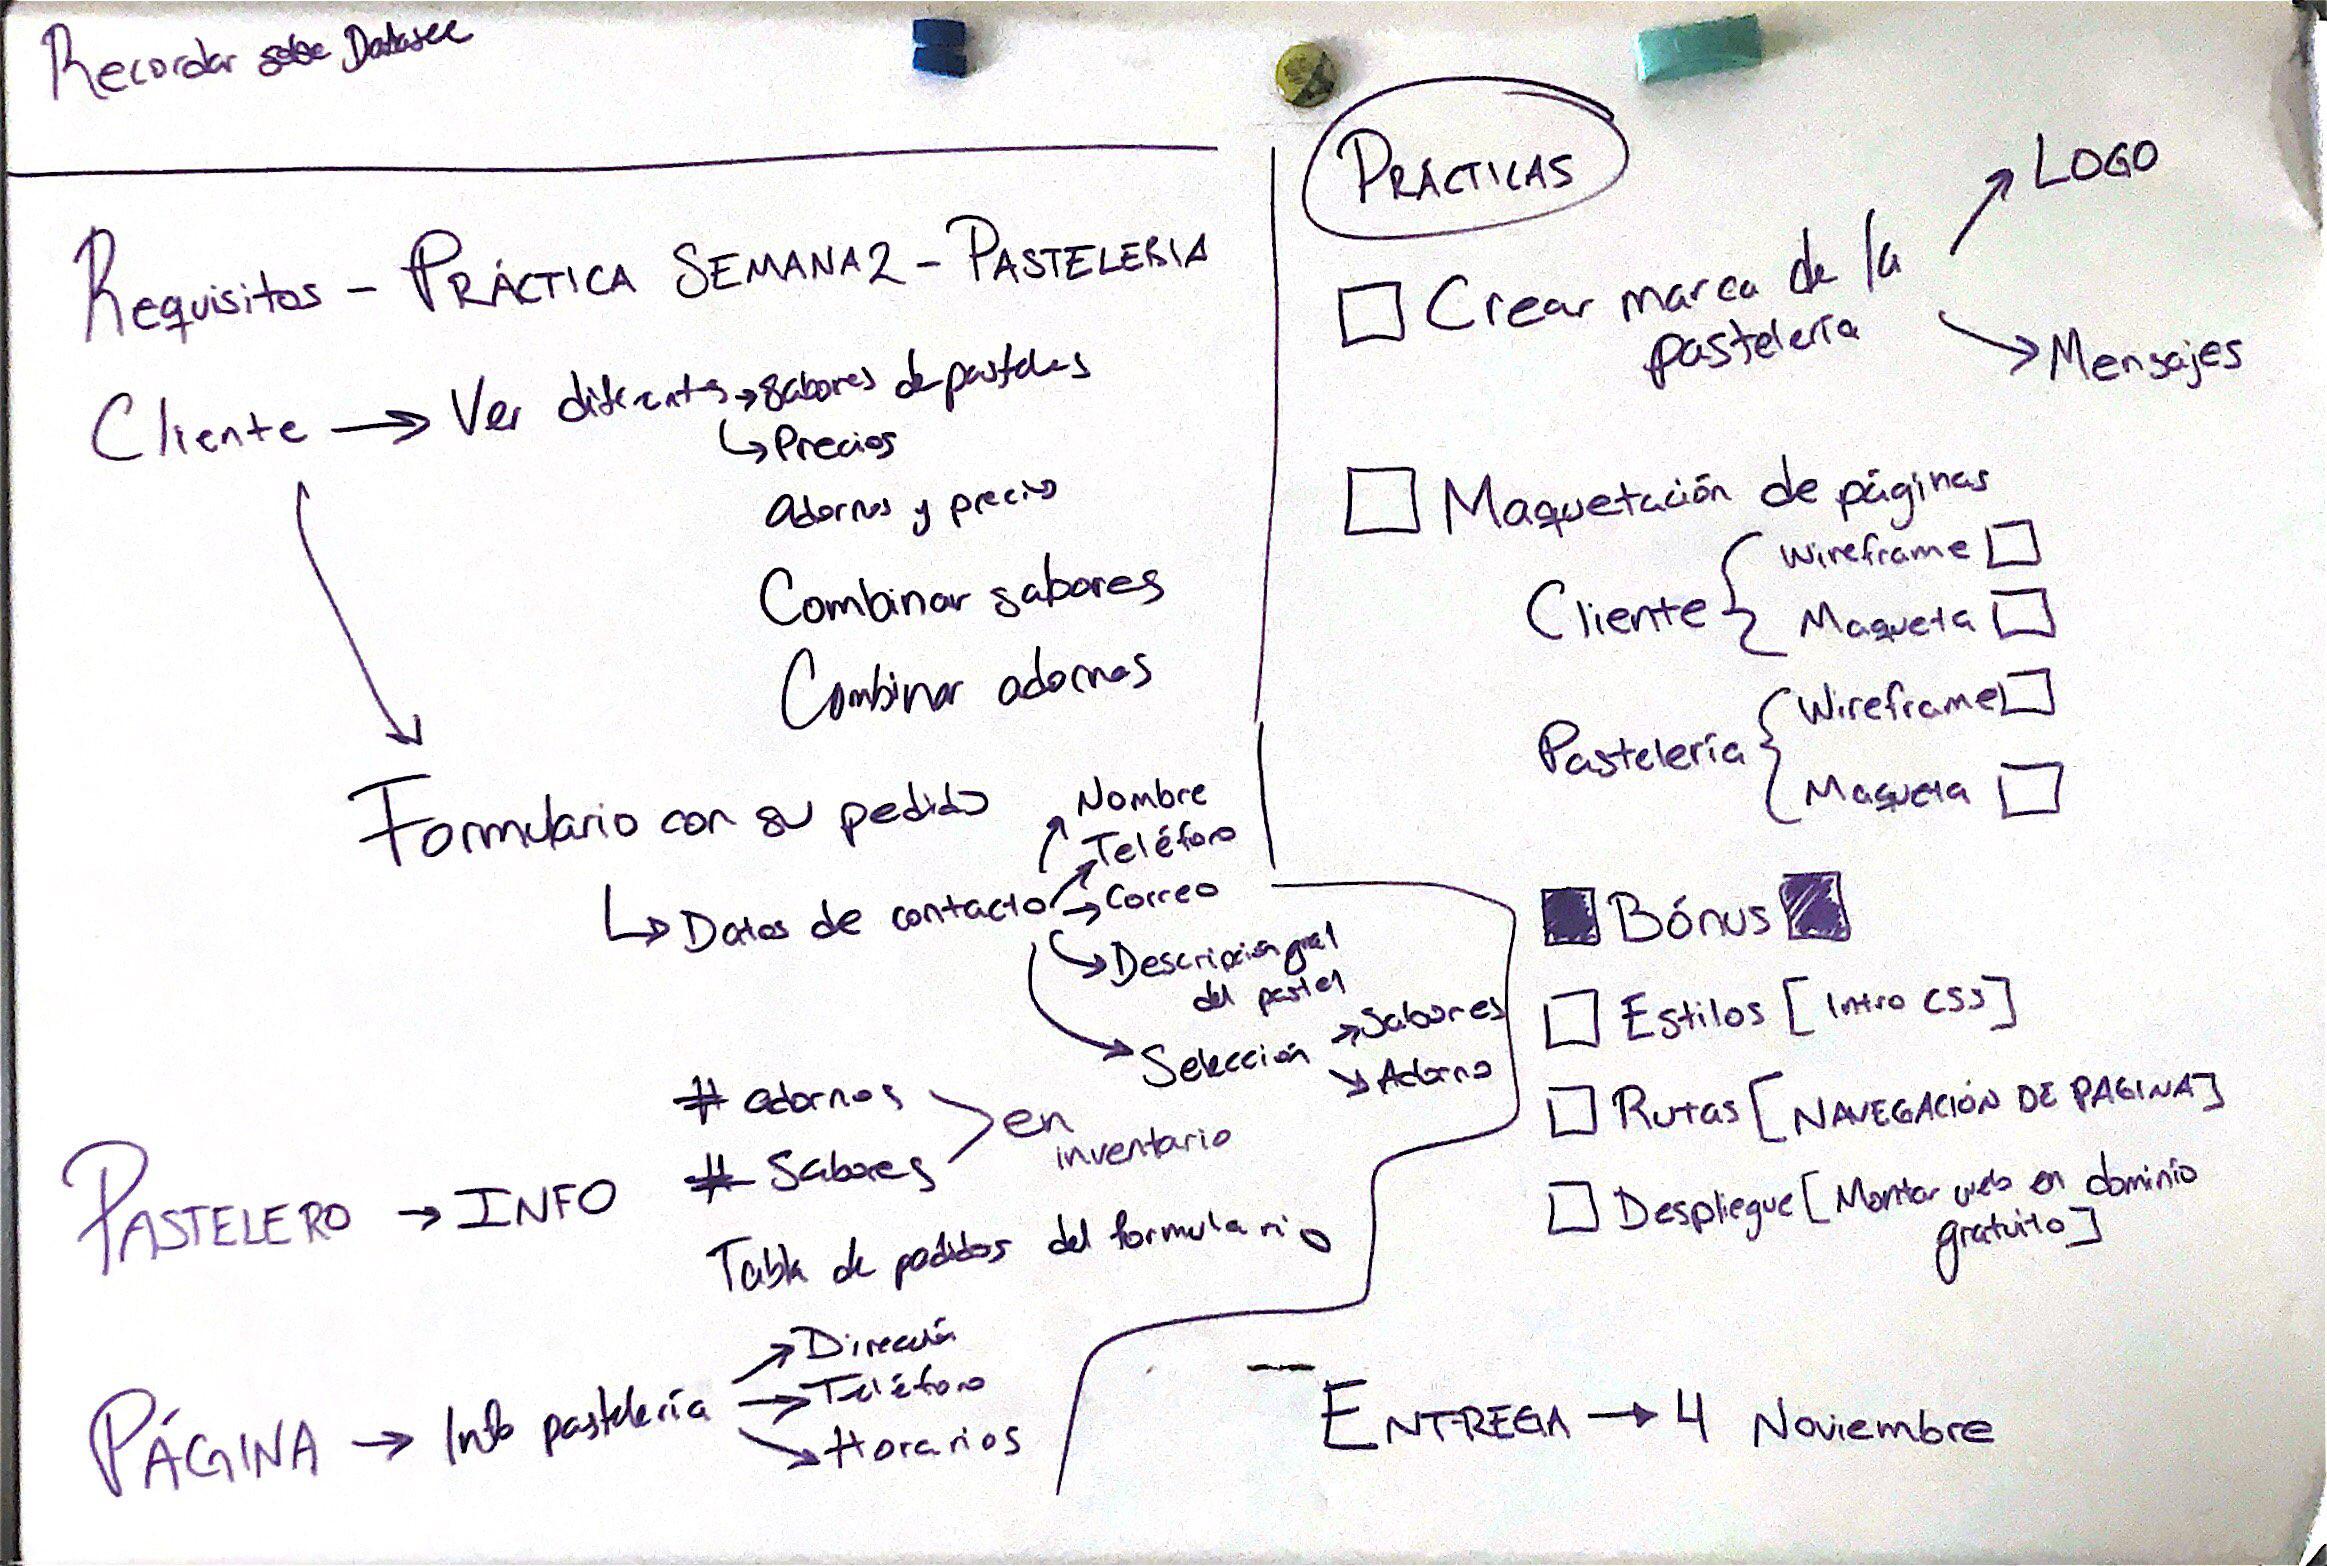 Recordar sobre
Requisitos - PRÁCTICA SEMANA 2 - PASTELERIA
Cliente → Ver diferentes → sabores de pasteles
↳ Precios
adornos y precio
Combinar sabores
Combinar adornos
Formulario con su pedido
↳ Datos de contacto
Nombre
Teléfono
→ Correo
Descripción gral
del pastel
Selección → Sabores
↘ Adorno
# adornos
# Sabores
en
inventario
PASTELERO → INFO
Tabla de pedidos del formulario
PÁGINA → Info pastelería
Dirección
Teléfono
Horarios
PRÁCTICAS
Crear marca de la
pastelería
LOGO
Mensajes
Maquetación de páginas
Cliente
Wireframe
Maqueta
Pastelería
Wireframe
Maqueta
Bónus
Estilos [Intro CSS]
Rutas [NAVEGACIÓN DE PAGINA]
Despliegue [Montar web en dominio
gratuito]
ENTREGA → 4 Noviembre